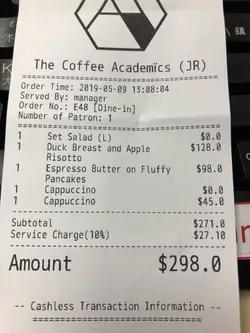 The Coffee Academïcs (JR)
==============================
Order Time: 2019-05-09 13:08:04
Served By: manager
Order No.: E48 [Dine-in]
Number of Patron: 1
==============================
1 Set Salad (L) $0.0
1 Duck Breast and Apple $128.0
Risotto
1 Espresso Butter on Fluffy $98.0
Pancakes
1 Cappuccino $0.0
1 Cappuccino $45.0
------------------------------
Subtotal $271.0
Service Charge(10%) $27.10
------------------------------
Amount $298.0
==============================
-- Cashless Transaction Information --
==============================